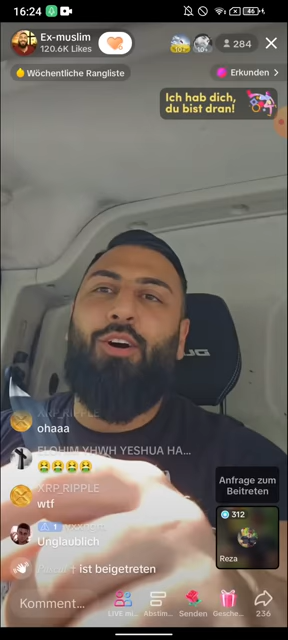 16:24
46
Ex-muslim
120.6K Likes
284
Wöchentliche Rangliste
Erkunden >
Ich hab dich,
du bist dran!
XRP_RIPPLE
ohaaa
ELOHIM YHWH YESHUA HA...
XRP_RIPPLE
wtf
Anfrage zum
Beitreten
312
Unglaublich
Reza
ist beigetreten
Komment...
LIVE mi...
Abstim...
Senden
Gesche...
236